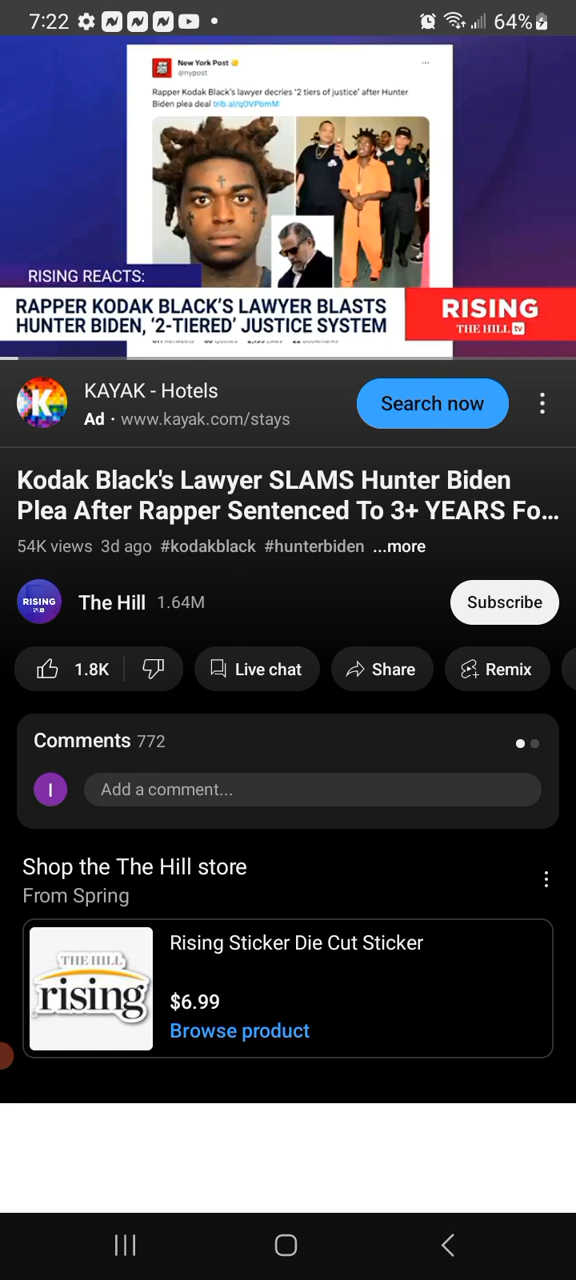 7:22
64%
New York Post
@nypost
Rapper Kodak Black's lawyer decries '2 tiers of justice' after Hunter
Biden plea deal trib.al/gOVPbmM
RISING REACTS:
RAPPER KODAK BLACK'S LAWYER BLASTS
HUNTER BIDEN, '2-TIERED' JUSTICE SYSTEM
RISING
THE HILL tv
K
KAYAK - Hotels
Ad · www.kayak.com/stays
Search now
Kodak Black's Lawyer SLAMS Hunter Biden
Plea After Rapper Sentenced To 3+ YEARS Fo...
54K views 3d ago #kodakblack #hunterbiden ...more
RISING
The Hill 1.64M
Subscribe
1.8K
Live chat
Share
Remix
Comments 772
I
Add a comment...
Shop the The Hill store
From Spring
THE HILL
rising
Rising Sticker Die Cut Sticker
$6.99
Browse product